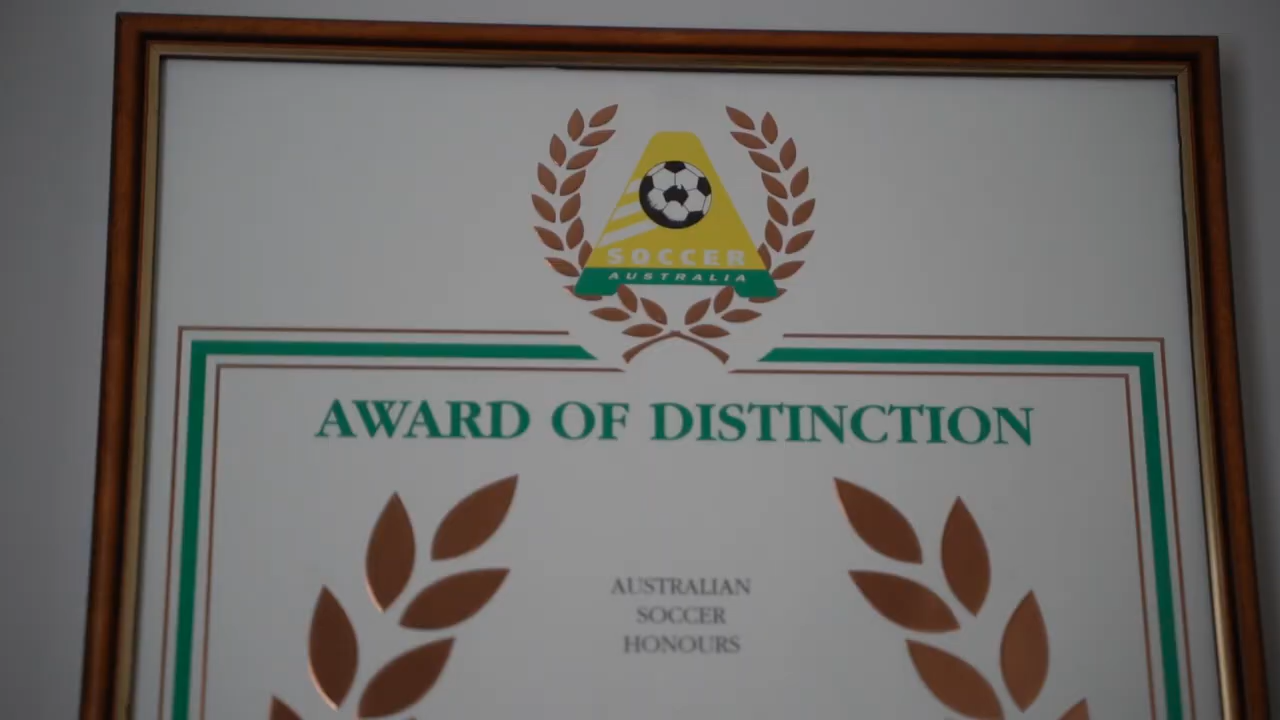 SOCCER
AUSTRALIA
AWARD OF DISTINCTION
AUSTRALIAN
SOCCER
HONOURS